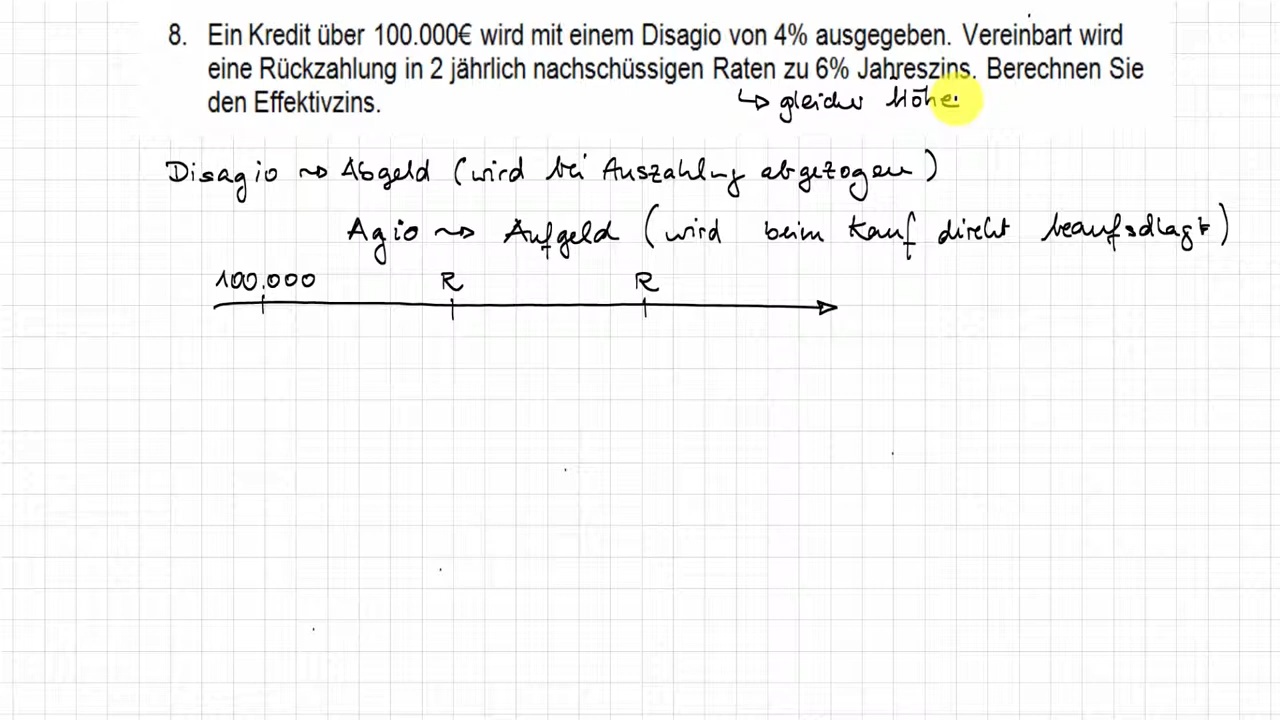 8. Ein Kredit über 100.000€ wird mit einem Disagio von 4% ausgegeben. Vereinbart wird
eine Rückzahlung in 2 jährlich nachschüssigen Raten zu 6% Jahreszins. Berechnen Sie
den Effektivzins.
↳ gleicher Höhe.
Disagio ⇝ Abgeld (wird bei Auszahlung abgezogen)
Agio ⇝ Aufgeld (wird beim Kauf direkt beaufschlagt)
100.000 R R